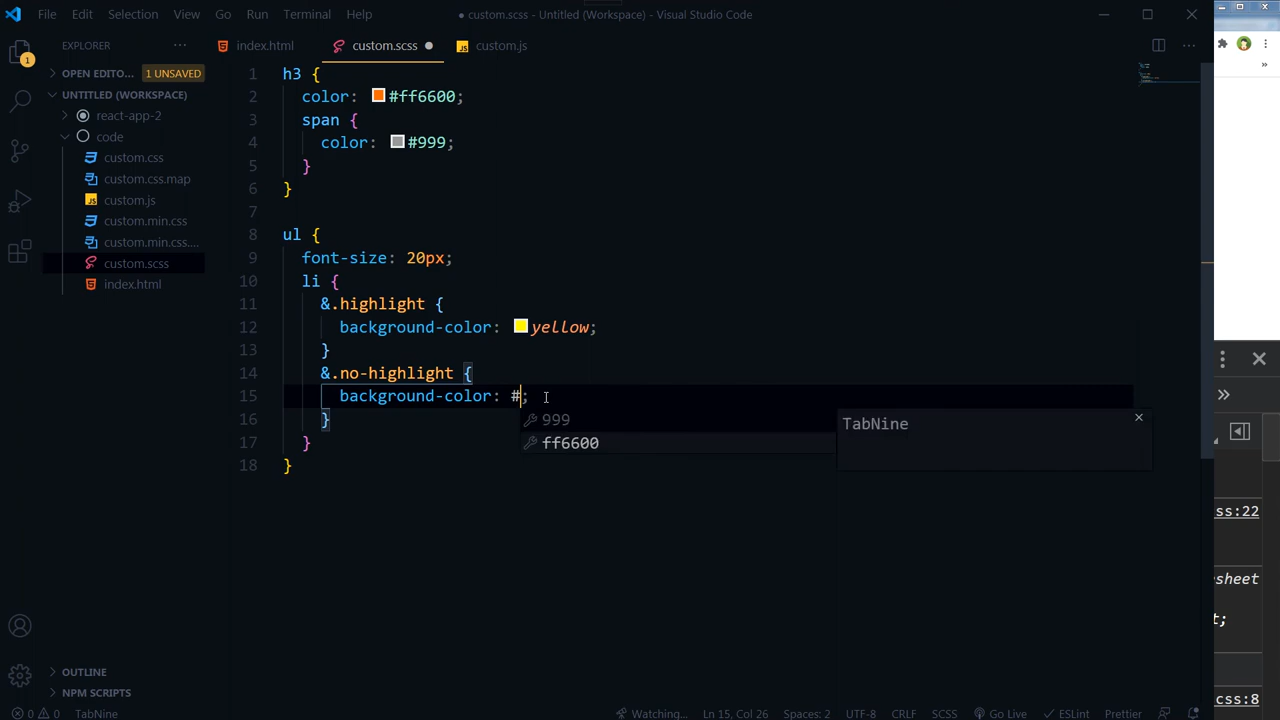 File Edit Selection View Go Run Terminal Help
custom.scss - Untitled (Workspace) - Visual Studio Code
EXPLORER
OPEN EDITO... 1 UNSAVED
UNTITLED (WORKSPACE)
react-app-2
code
custom.css
custom.css.map
custom.js
custom.min.css
custom.min.css....
custom.scss
index.html
OUTLINE
NPM SCRIPTS
index.html custom.scss custom.js
1 h3 {
2 color: #ff6600;
3 span {
4 color: #999;
5 }
6 }
7
8 ul {
9 font-size: 20px;
10 li {
11 &.highlight {
12 background-color: yellow;
13 }
14 &.no-highlight {
15 background-color: #;
16 }
17 }
18 }
999
ff6600
TabNine
ss:22
sheet
t;
ss:8
0 0 TabNine Watching... Ln 15, Col 26 Spaces: 2 UTF-8 CRLF SCSS Go Live ESLint Prettier